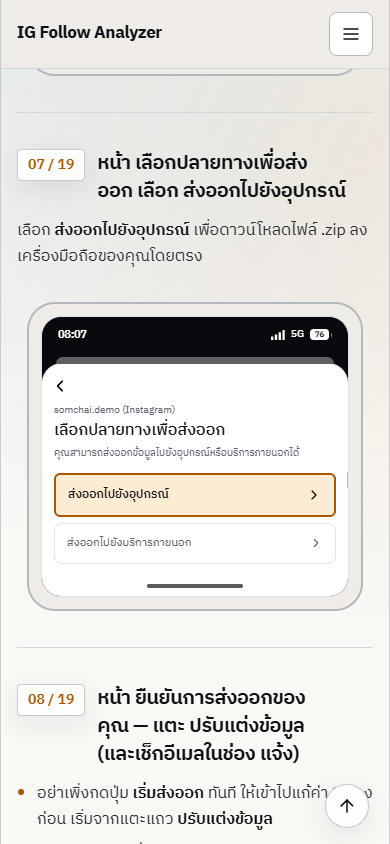 IG Follow Analyzer
07 / 19
หน้า เลือกปลายทางเพื่อส่ง
ออก เลือก ส่งออกไปยังอุปกรณ์
เลือก ส่งออกไปยังอุปกรณ์ เพื่อดาวน์โหลดไฟล์ .zip ลง
เครื่องมือถือของคุณโดยตรง
08:07
5G 76
somchai.demo (Instagram)
เลือกปลายทางเพื่อส่งออก
คุณสามารถส่งออกข้อมูลไปยังอุปกรณ์หรือบริการภายนอกได้
ส่งออกไปยังอุปกรณ์
ส่งออกไปยังบริการภายนอก
08 / 19
หน้า ยืนยันการส่งออกของ
คุณ — แตะ ปรับแต่งข้อมูล
(และเช็กอีเมลในช่อง แจ้ง)
อย่าเพิ่งกดปุ่ม เริ่มส่งออก ทันที ให้เข้าไปแก้ค่า
ก่อน เริ่มจากแตะแถว ปรับแต่งข้อมูล